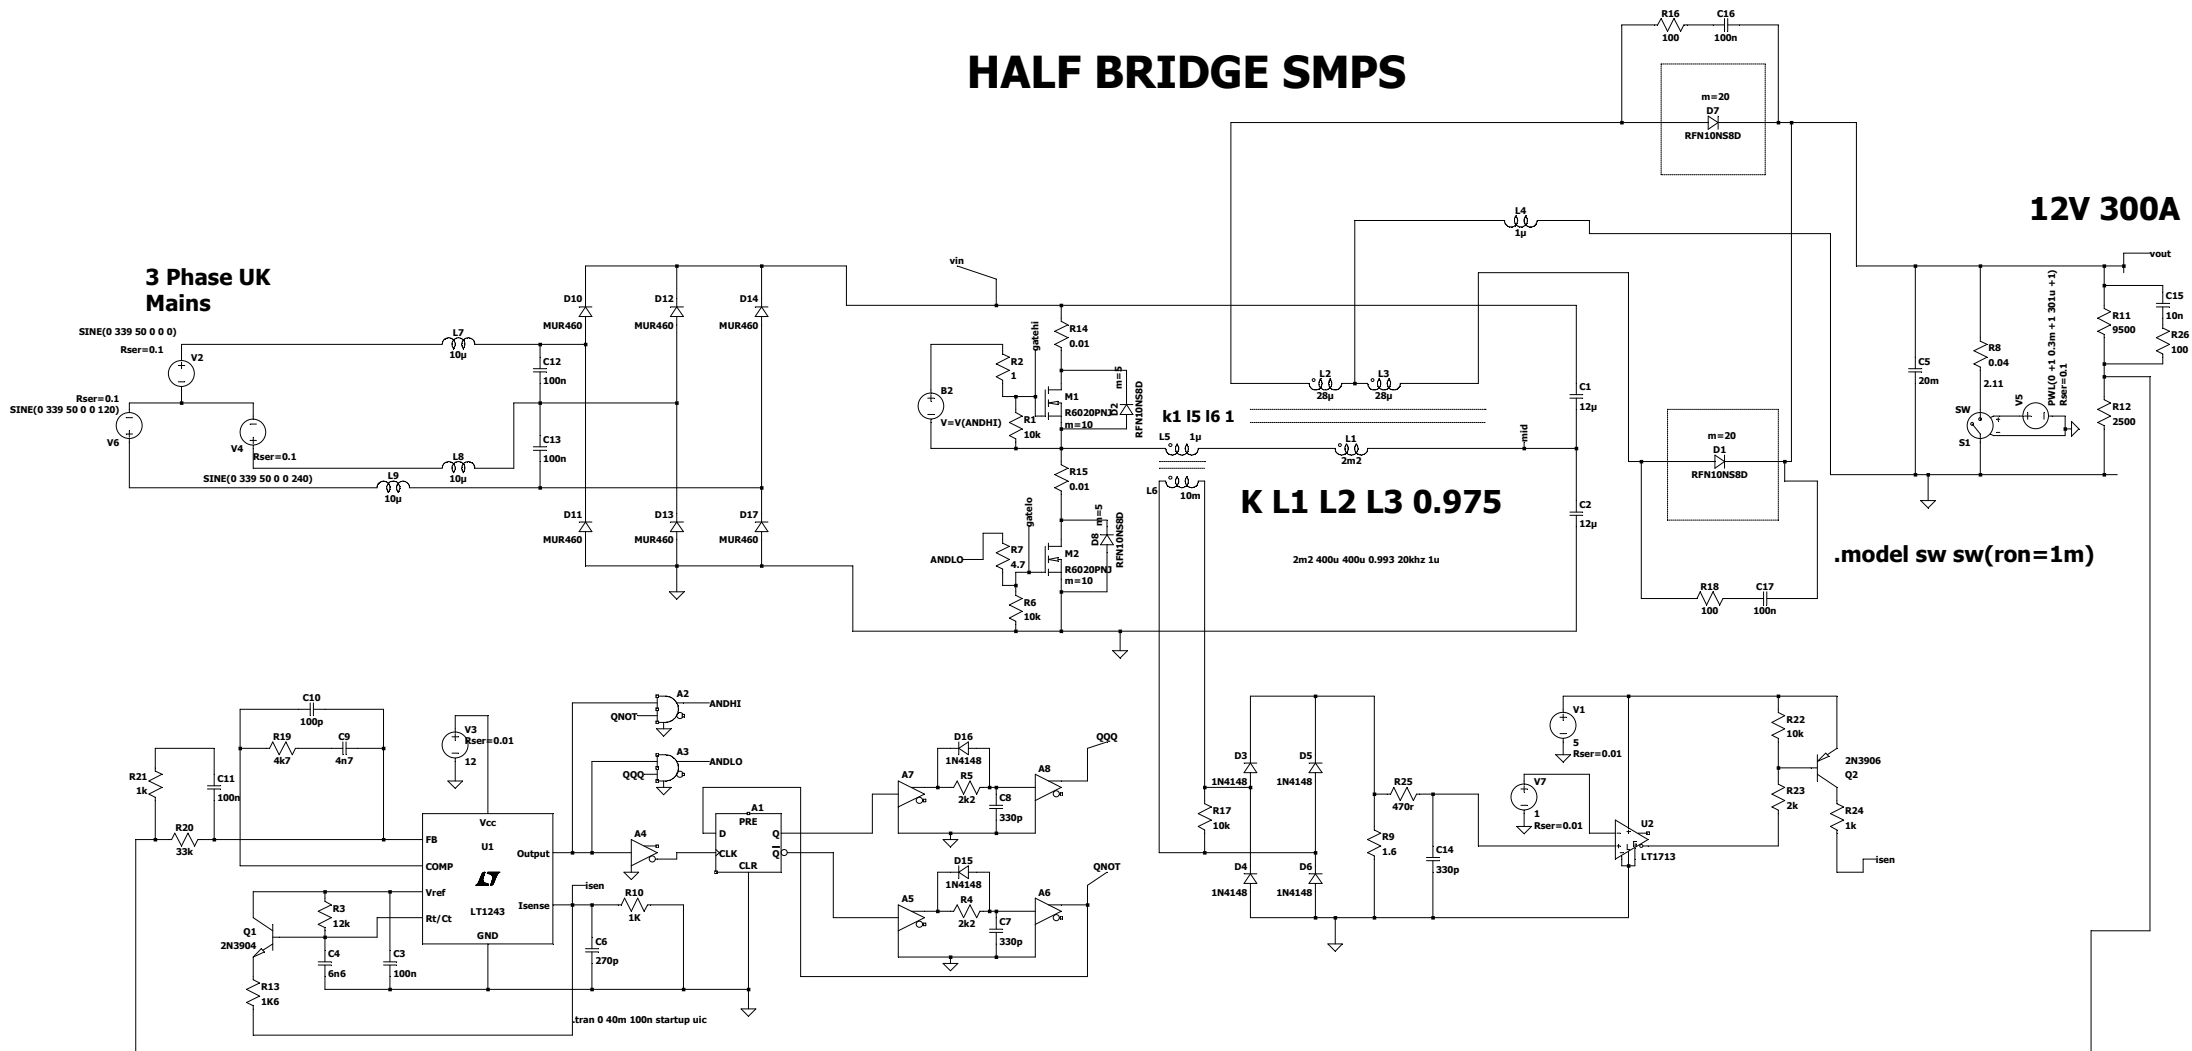 HALF BRIDGE SMPS
R16
100
C16
100n
m=20
D7
RFN10NS8D
12V 300A
L4
1µ
vout
3 Phase UK
Mains
SINE(0 339 50 0 0 0)
Rser=0.1
V2
Rser=0.1
SINE(0 339 50 0 0 120)
V6
V4
Rser=0.1
SINE(0 339 50 0 0 240)
L7
10µ
L8
10µ
L9
10µ
C12
100n
C13
100n
D10
MUR460
D12
MUR460
D14
MUR460
D11
MUR460
D13
MUR460
D17
MUR460
vin
gatehi
R14
0.01
R2
1
B2
V=V(ANDHI)
R1
10k
M1
R6020PNJ
m=10
m=5
D2
RFN10NS8D
R15
0.01
gatelo
ANDLO
R7
4.7
M2
R6020PNJ
m=10
m=5
D8
RFN10NS8D
R6
10k
L2
28µ
L3
28µ
k1 l5 l6 1
L5
1µ
L1
2m2
mid
L6
10m
K L1 L2 L3 0.975
2m2 400u 400u 0.993 20khz 1u
C1
12µ
C2
12µ
m=20
D1
RFN10NS8D
R18
100
C17
100n
.model sw sw(ron=1m)
C5
20m
R8
0.04
2.11
SW
S1
V5
PWL(0 +1 0.3m +1 301u +1)
Rser=0.1
R11
9500
C15
10n
R26
100
R12
2500
C10
100p
R19
4k7
C9
4n7
R21
1k
C11
100n
R20
33k
V3
Rser=0.01
12
Vcc
U1
FB
COMP
Vref
Rt/Ct
Output
Isense
LT
LT1243
GND
Q1
2N3904
R3
12k
C4
6n6
C3
100n
R13
1K6
isen
R10
1K
C6
270p
.tran 0 40m 100n startup uic
A2
QNOT
ANDHI
A3
QQQ
ANDLO
A4
A1
PRE
D
Q
CLK
Q
CLR
A7
D16
1N4148
R5
2k2
C8
330p
A8
QQQ
A5
D15
1N4148
R4
2k2
C7
330p
A6
QNOT
D3
1N4148
D5
1N4148
R17
10k
D4
1N4148
D6
1N4148
R25
470r
R9
1.6
C14
330p
V1
5
Rser=0.01
V7
1
Rser=0.01
U2
LT1713
R22
10k
R23
2k
2N3906
Q2
R24
1k
isen